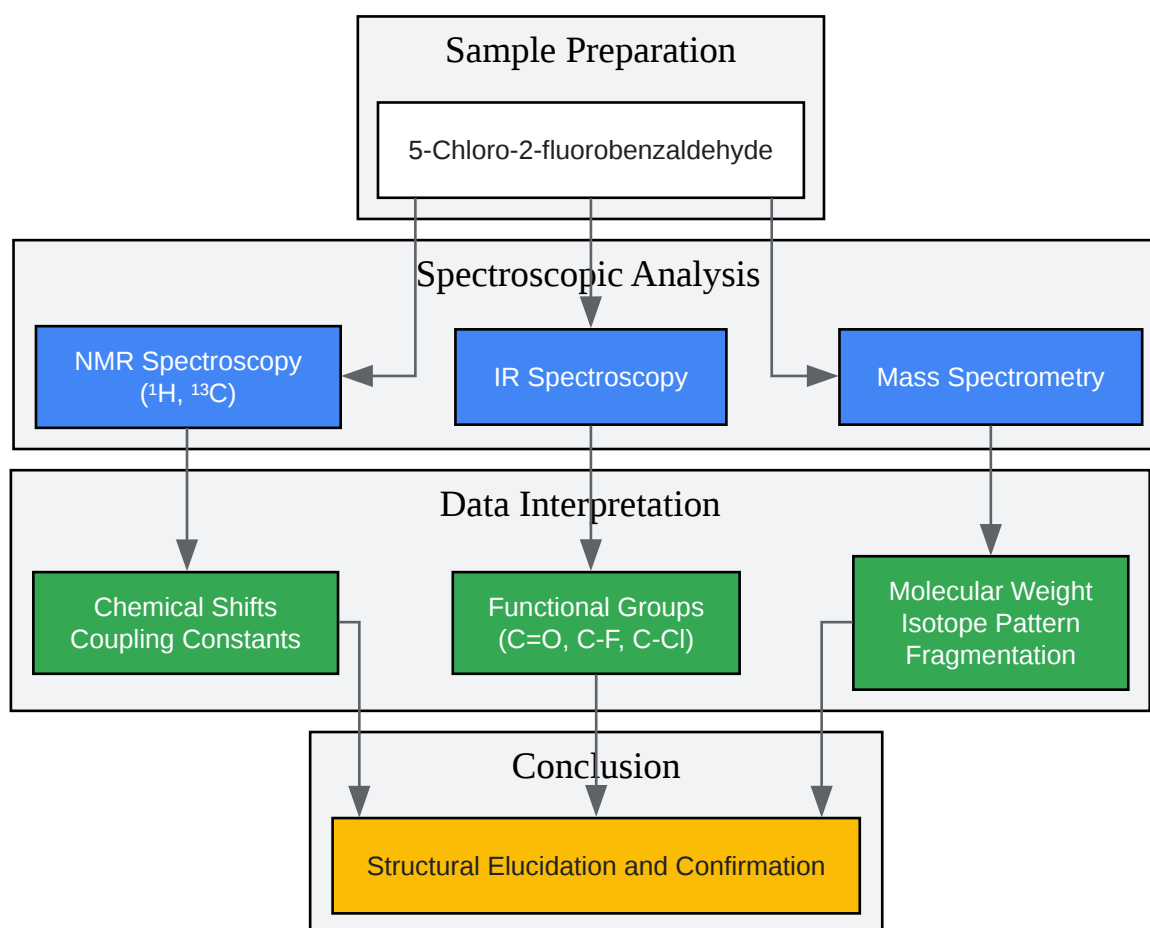 Sample Preparation
5-Chloro-2-fluorobenzaldehyde
Spectroscopic Analysis
NMR Spectroscopy
(¹H, ¹³C)
IR Spectroscopy
Mass Spectrometry
Data Interpretation
Chemical Shifts
Coupling Constants
Functional Groups
(C=O, C-F, C-Cl)
Molecular Weight
Isotope Pattern
Fragmentation
Conclusion
Structural Elucidation and Confirmation